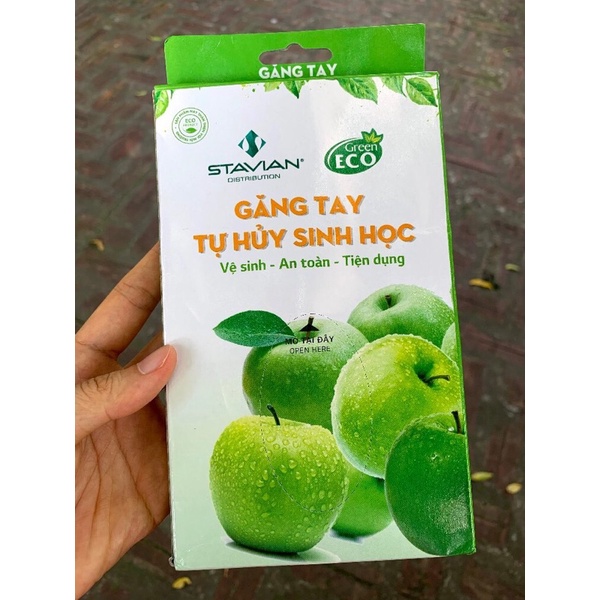 GĂNG TAY
ECO
STAVIAN®
DISTRIBUTION
Green
ECO
GĂNG TAY
TỰ HỦY SINH HỌC
Vệ sinh - An toàn - Tiện dụng
MỞ TẠI ĐÂY
OPEN HERE